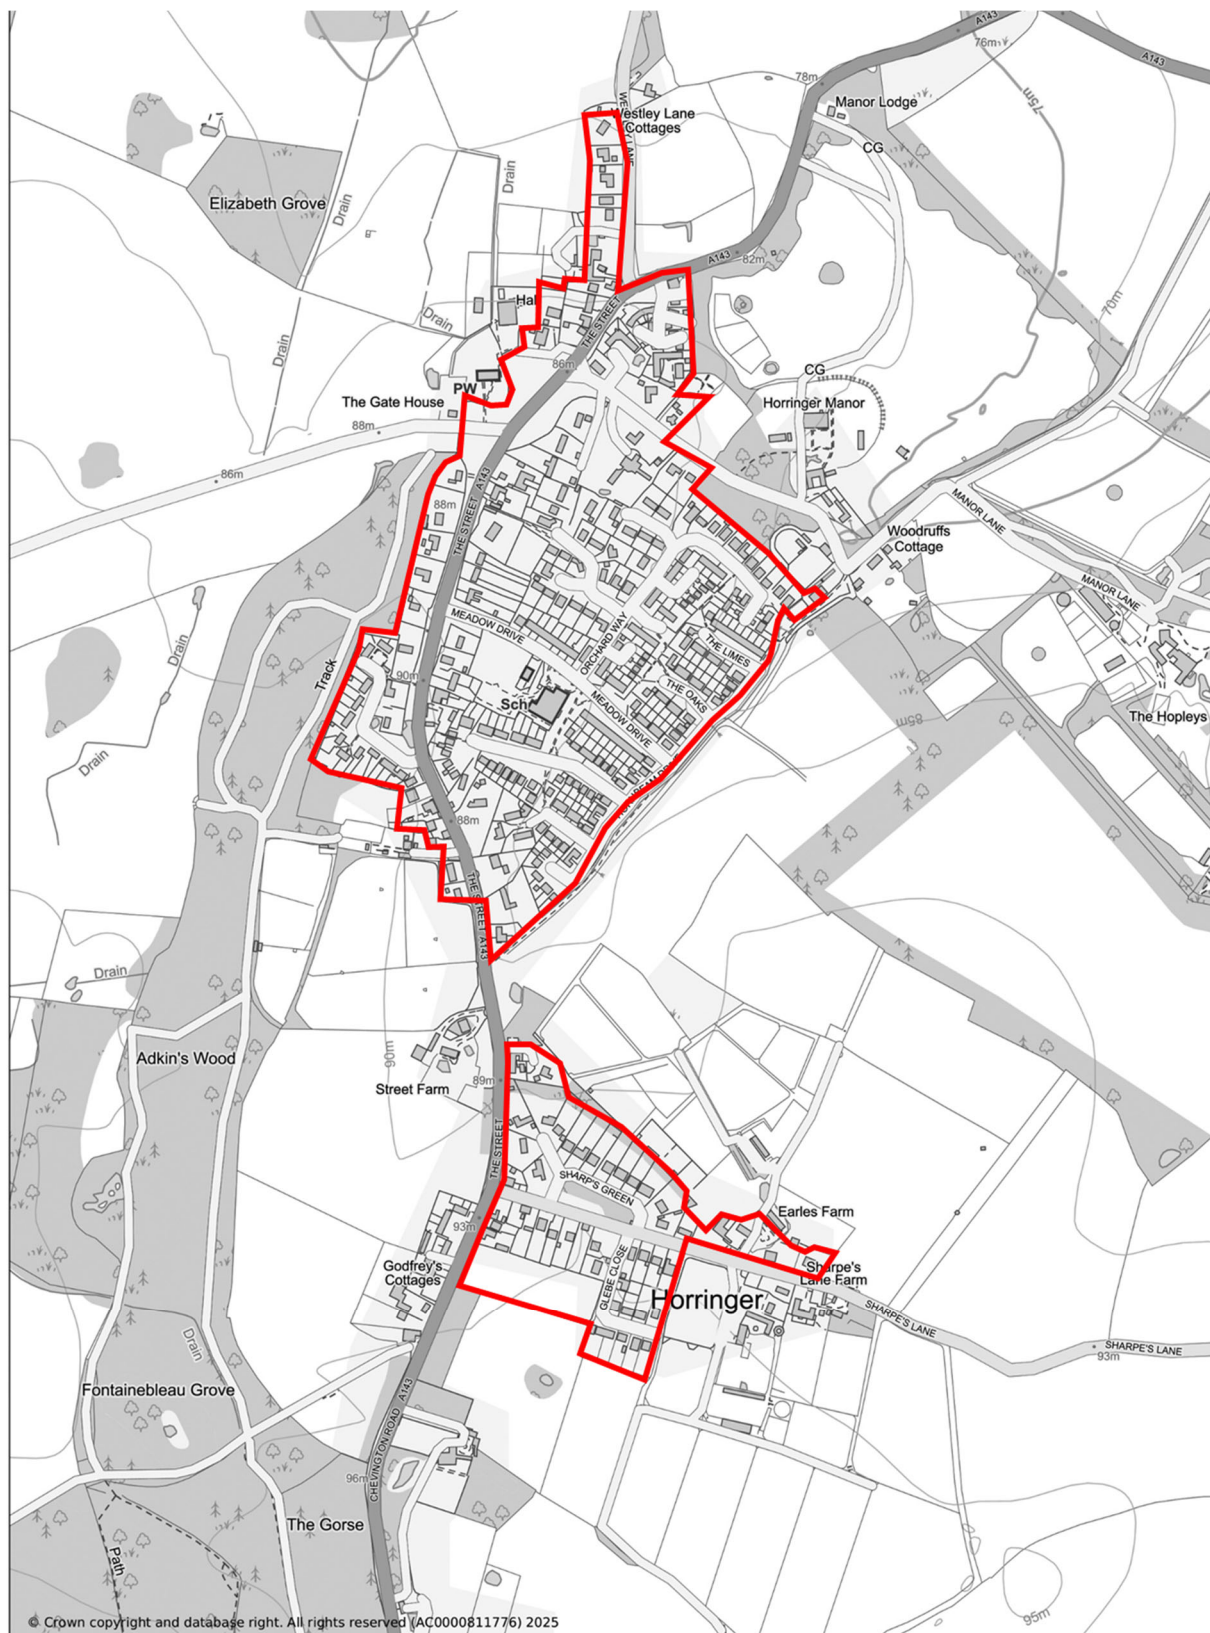 A143
76m
A143
78m
75m
Manor Lodge
Westley Lane
Cottages
CG
Drain
Elizabeth Grove
Drain
A143
82m
70m
Hall
THE STREET
Drain
Drain
86m
CG
PW
The Gate House
Horringer Manor
88m
86m
THE STREET A143
88m
MANOR LANE
Woodruffs
Cottage
MANOR LANE
MEADOW DRIVE
ORCHARD WAY
THE LIMES
Drain
Track
90m
THE OAKS
Sch
MEADOW DRIVE
85m
The Hopleys
Drain
88m
THE STREET A143
Drain
Adkin's Wood
90m
89m
Street Farm
THE STREET
SHARP'S GREEN
93m
Earles Farm
Godfrey's
Cottages
GLEBE CLOSE
Sharpe's
Lane Farm
Horringer
SHARPE'S LANE
SHARPE'S LANE
93m
Drain
Fontainebleau Grove
CHEVINGTON ROAD A143
96m
The Gorse
Path
95m
© Crown copyright and database right. All rights reserved (AC0000811776) 2025